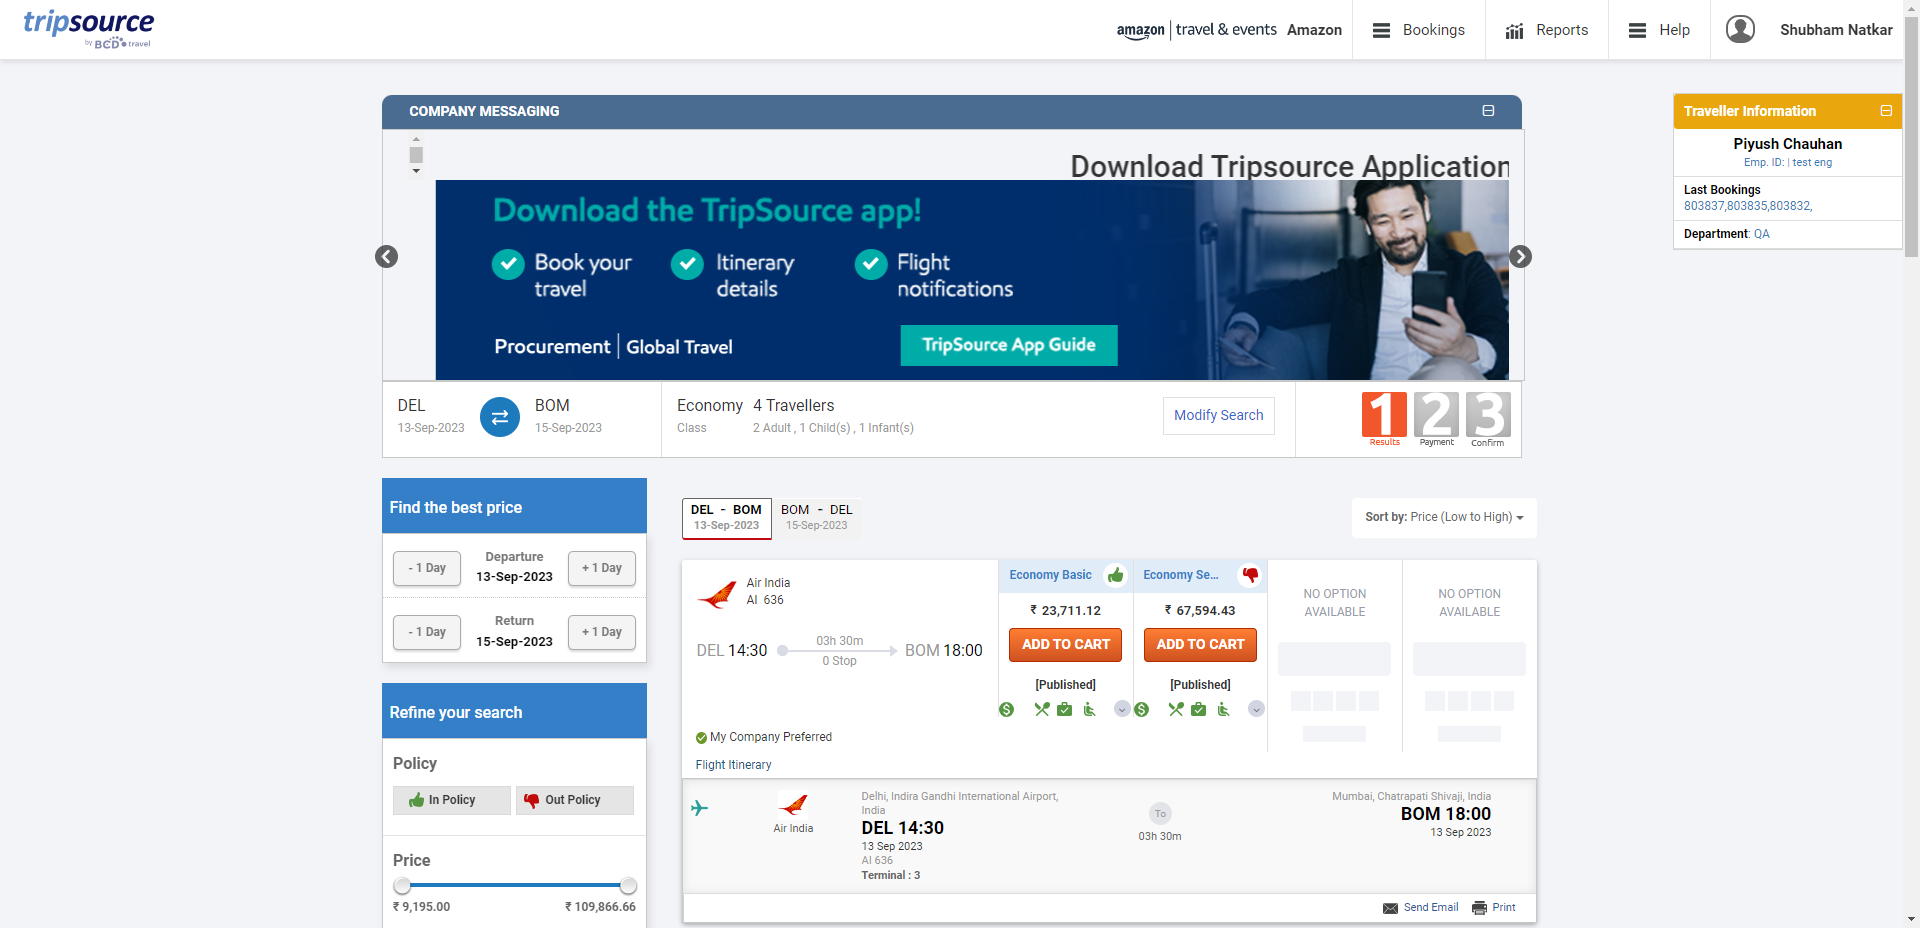 tripsource
by BCD travel
amazon | travel & events Amazon
Bookings
Reports
Help
Shubham Natkar
COMPANY MESSAGING
Download Tripsource Application
Download the TripSource app!
Book your
travel
Itinerary
details
Flight
notifications
Procurement | Global Travel
TripSource App Guide
Traveller Information
Piyush Chauhan
Emp. ID: | test eng
Last Bookings
803837,803835,803832,
Department: QA
DEL
13-Sep-2023
BOM
15-Sep-2023
Economy
Class
4 Travellers
2 Adult , 1 Child(s) , 1 Infant(s)
Modify Search
1
Results
2
Payment
3
Confirm
Find the best price
- 1 Day
Departure
13-Sep-2023
+ 1 Day
- 1 Day
Return
15-Sep-2023
+ 1 Day
Refine your search
Policy
In Policy
Out Policy
Price
₹ 9,195.00
₹ 109,866.66
DEL - BOM
13-Sep-2023
BOM - DEL
15-Sep-2023
Sort by: Price (Low to High)
Air India
AI 636
DEL 14:30
03h 30m
0 Stop
BOM 18:00
Economy Basic
₹ 23,711.12
ADD TO CART
[Published]
Economy Se...
₹ 67,594.43
ADD TO CART
[Published]
NO OPTION
AVAILABLE
NO OPTION
AVAILABLE
My Company Preferred
Flight Itinerary
Air India
Delhi, Indira Gandhi International Airport,
India
DEL 14:30
13 Sep 2023
AI 636
Terminal : 3
To
03h 30m
Mumbai, Chatrapati Shivaji, India
BOM 18:00
13 Sep 2023
Send Email
Print